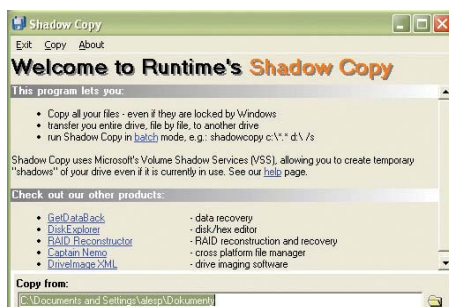 Shadow Copy
Exit Copy About
Welcome to Runtime's Shadow Copy
This program lets you:
Copy all your files - even if they are locked by Windows
transfer you entire drive, file by file, to another drive
run Shadow Copy in batch mode, e.g.: shadowcopy c:\*.* d:\ /s
Shadow Copy uses Microsoft's Volume Shadow Services (VSS), allowing you to create temporary
"shadows" of your drive even if it is currently in use. See our help page.
Check out our other products:
GetDataBack - data recovery
DiskExplorer - disk/hex editor
RAID Reconstructor - RAID reconstruction and recovery
Captain Nemo - cross platform file manager
DriveImage XML - drive imaging software
Copy from:
C:\Documents and Settings\alesp\Dokumenty